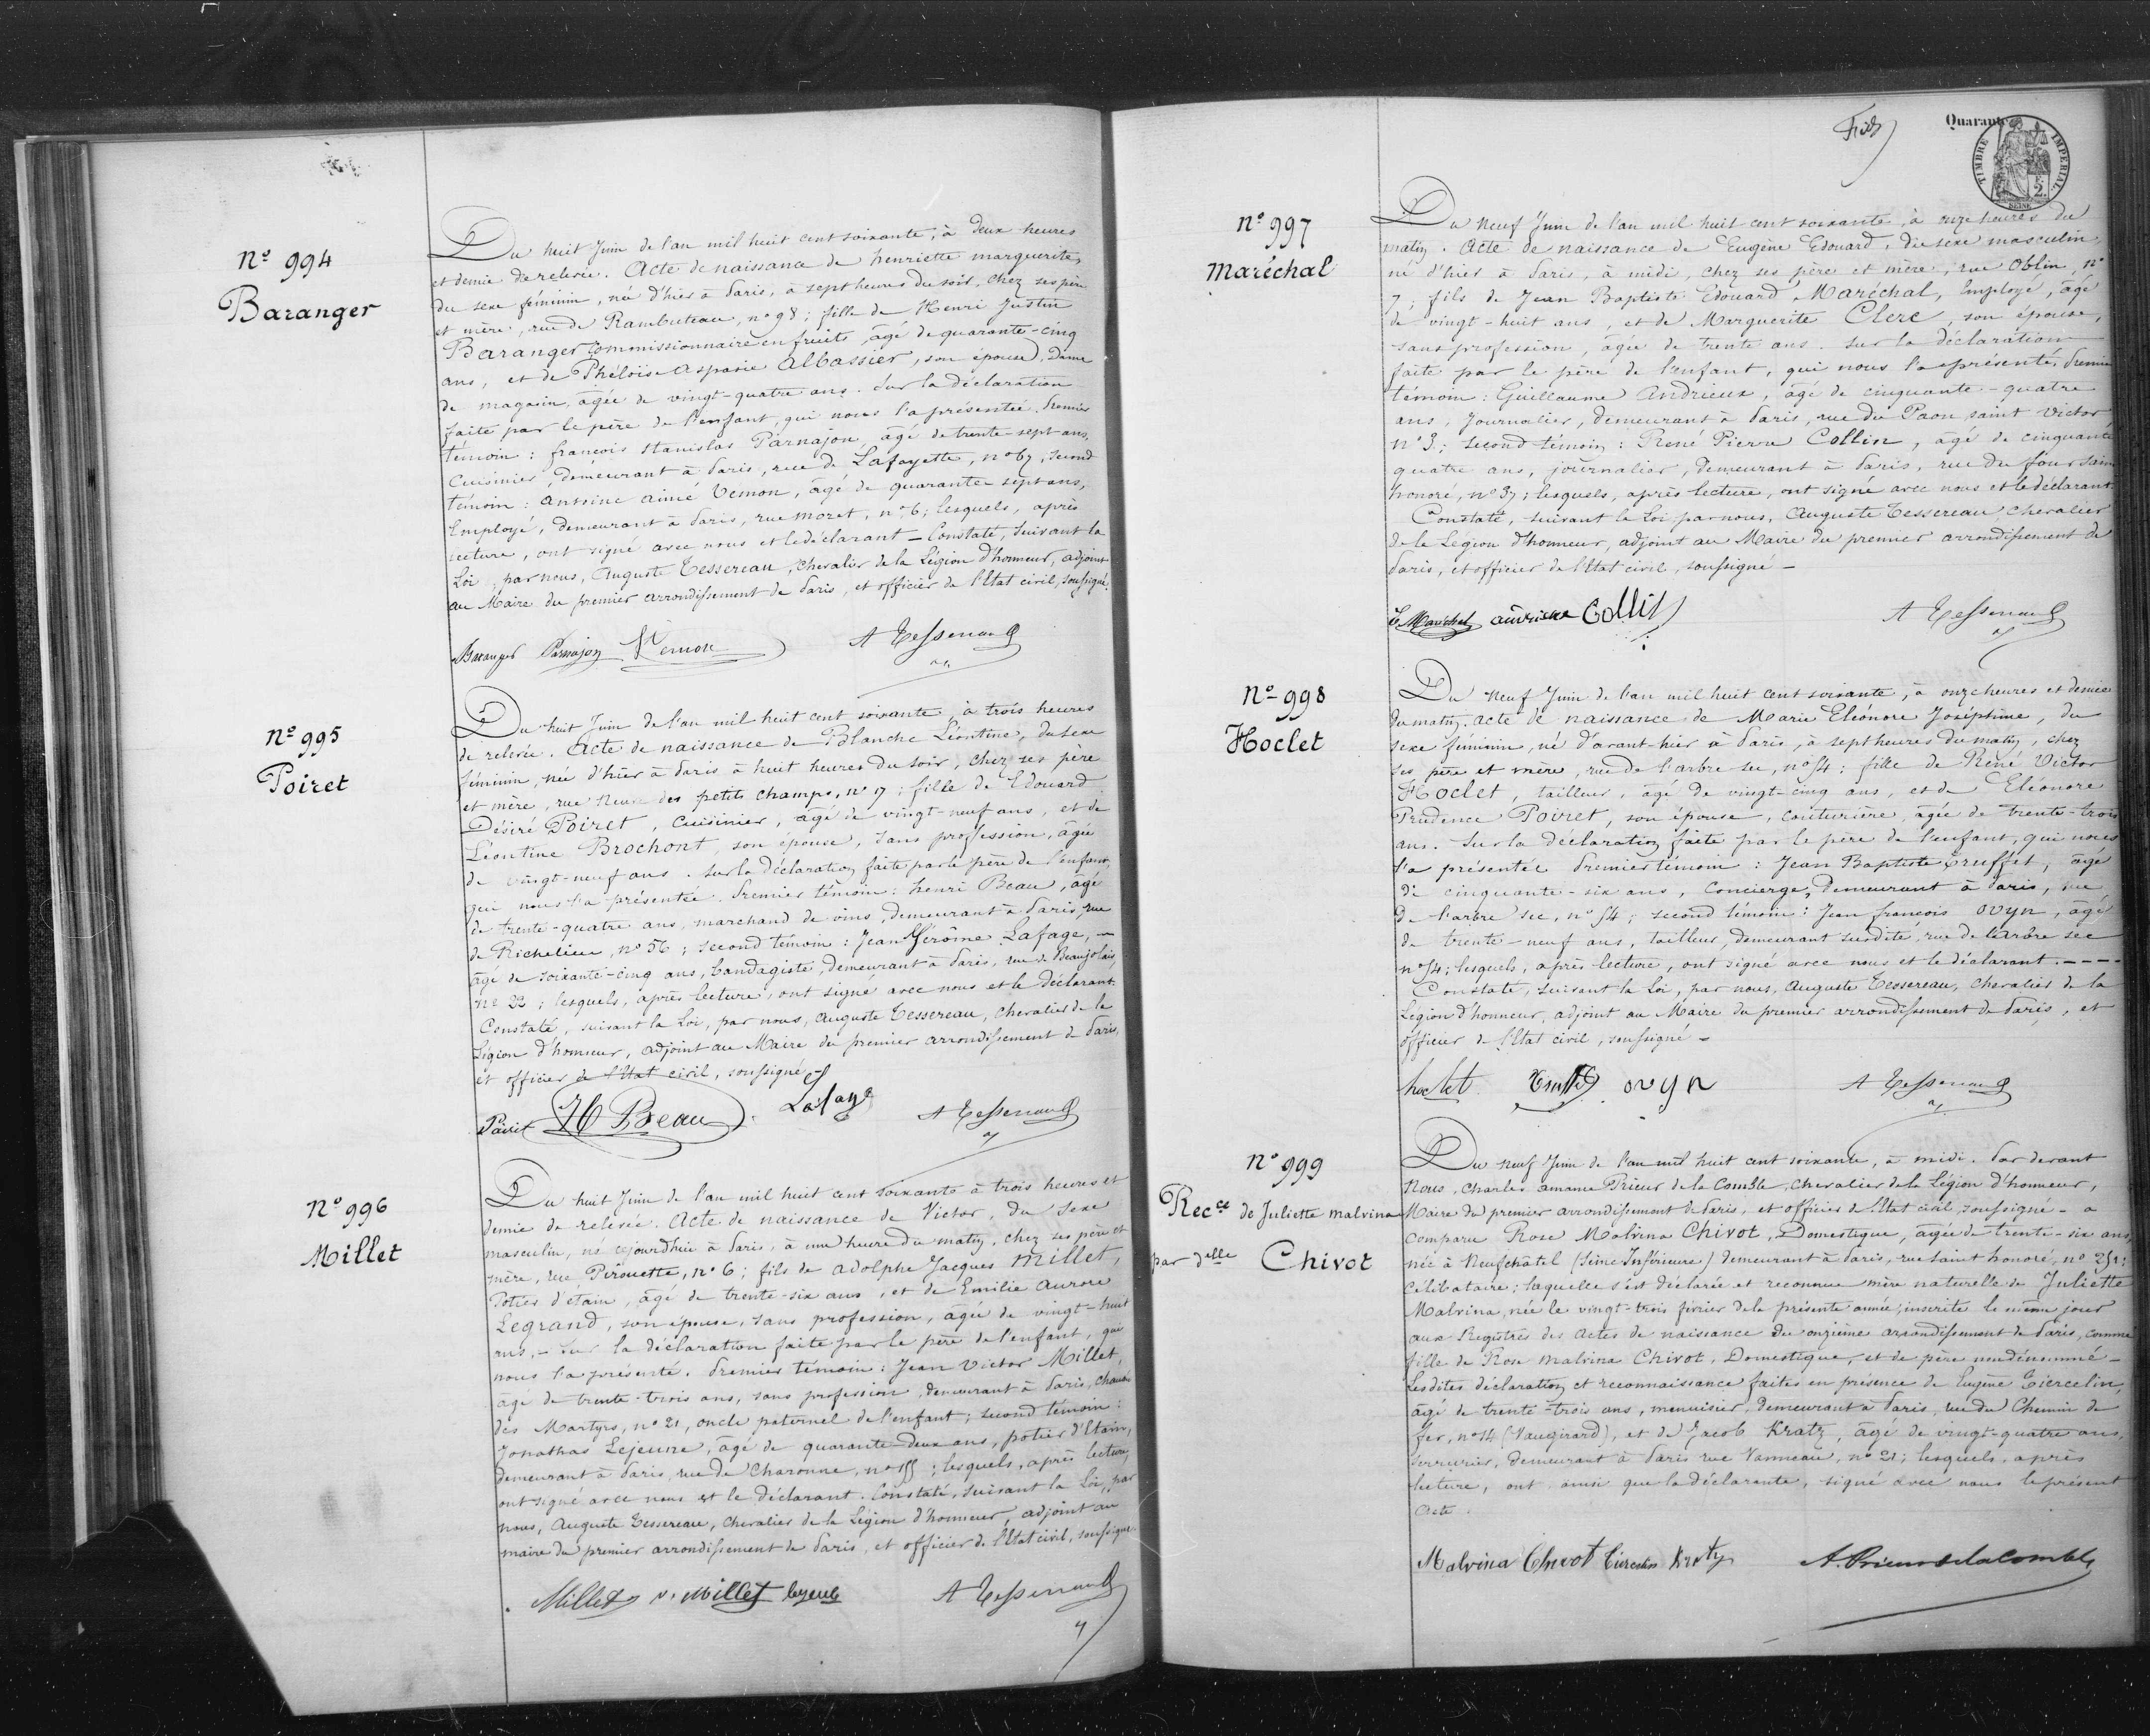 Nº 994
Baranger
Du huit Juin de l'an mil huit cent soixante, à deux heures
et demie de relevée. Acte de naissance de henriette marguerite,
du sexe féminin, née d'hier à Paris, à sept heures du soir, chez ses père
et mère, rue de Rambuteau, nº 98; fille de Henri Justin
Baranger commissionnaire en fruits, âgé de quarante-cinq
ans, et de Phéloïse Aspasie Albassier, son épouse, Dame
de magasin, âgée de vingt-quatre ans. Sur la déclaration
faite par le père de l'enfant, qui nous l'a présentée. Premier
témoin: françois stanislas Parnajon, âgé de trente-sept ans,
Cuisinier, demeurant à Paris, rue de Lafayette, nº 67, second
témoin: antoine aimé Vemon, âgé de quarante-sept ans,
Employé, demeurant à Paris, rue moret, nº 6; lesquels, après
lecture, ont signé avec nous et le déclarant - Constaté, suivant la
Loi, par nous, Auguste Tessereau, chevalier de la Légion d'honneur, adjoint
au Maire du premier arrondissement de Paris, et officier de l'Etat civil, soussigné.
Baranger Parnajon Vemon A Tessereau
Nº 995
Poiret
Du huit Juin de l'an mil huit cent soixante, à trois heures
de relevée. Acte de naissance de Blanche Léontine, du sexe
féminin, née d'hier à Paris à huit heures du soir, chez ses père
et mère, rue Neuve des petits champs, nº 17; fille de Edouard
Désiré Poiret, Cuisinier, âgé de vingt-neuf ans, et de
Léontine Brochont, son épouse, sans profession, âgée
de vingt-neuf ans. Sur la déclaration faite par le père de l'enfant,
qui nous l'a présentée. Premier témoin: henri Beau, âgé
de trente-quatre ans, marchand de vins, demeurant à Paris, rue
de Richelieu, nº 56; second témoin: Jean Gérôme Lafage,
âgé de soixante-cinq ans, bandagiste, demeurant à Paris, rue de Beaujolais,
nº 22; lesquels, après lecture, ont signé avec nous et le déclarant.
Constaté, suivant la Loi, par nous, Auguste Tessereau, chevalier de la
Légion d'honneur, adjoint au Maire du premier arrondissement de Paris,
et officier de l'Etat civil, soussigné -
Poiret H Beau Lafage A Tessereau
Nº 996
Millet
Du huit Juin de l'an mil huit cent soixante à trois heures et
demie de relevée. Acte de naissance de Victor, du sexe
masculin, né cejourdhui à Paris, à une heure du matin, chez ses père et
mère, rue Pirouette, nº 6; fils de adolphe Jacques Millet,
Potier d'étain, âgé de trente-six ans, et de Emilie aurore
Legrand, son épouse, sans profession, âgée de vingt-huit
ans, - Sur la déclaration faite par le père de l'enfant, qui
nous l'a présenté. Premier témoin: Jean Victor Millet,
âgé de trente-trois ans, sans profession, demeurant à Paris, chaussée
des Martyrs, nº 21, oncle paternel de l'enfant; second témoin:
Jonathas Lejeune, âgé de quarante-deux ans, potier d'Etain,
demeurant à Paris, rue de Charonne, nº 155; lesquels, après lecture,
ont signé avec nous et le déclarant. Constaté, suivant la Loi, par
nous, Auguste Tessereau, chevalier de la Légion d'honneur, adjoint au
maire du premier arrondissement de Paris, et officier de l'Etat civil, soussigné.
Millet v. Millet lejeune A Tessereau
Quarante
TIMBRE IMPERIAL
2.
SEINE
Nº 997
Maréchal
Du neuf Juin de l'an mil huit cent soixante, à onze heures du
matin. Acte de naissance de Eugène Edouard, du sexe masculin,
né d'hier à Paris, à midi, chez ses père et mère, rue Oblin, nº
7; fils de Jean Baptiste Edouard Maréchal, Employé, âgé
de vingt-huit ans, et de Marguerite Clerc, son épouse,
sans profession, âgée de trente ans. Sur la déclaration
faite par le père de l'enfant, qui nous l'a présenté. Premier
témoin: Guillaume Andrieux, âgé de cinquante-quatre
ans, Journalier, demeurant à Paris, rue du Paon saint victor
nº 3; second témoin: René Pierre Collin, âgé de cinquante
quatre ans, journalier, demeurant à Paris, rue du four saint
honoré, nº 37; lesquels, après lecture, ont signé avec nous et le déclarant
Constaté, suivant la Loi par nous, Auguste Tessereau chevalier
de la Légion d'honneur, adjoint au Maire du premier arrondissement de
Paris, et officier de l'Etat civil, soussigné -
E Maréchal andrieux Collin A Tessereau
Nº 998
Hoclet
Du neuf Juin de l'an mil huit cent soixante, à onze heures et demie
du matin. acte de naissance de Marie Eléonore Joséphine, du
sexe féminin, né d'avant-hier à Paris, à sept heures du matin, chez
ses père et mère, rue de l'arbre sec, nº 54: fille de René Victor
Hoclet, tailleur, âgé de vingt-cinq ans, et de Eléonore
Prudence Poiret, son épouse, couturière, âgée de trente-trois
ans. Sur la déclaration faite par le père de l'enfant, qui nous
l'a présentée Premier témoin: Jean Baptiste Truffet, âgé
de cinquante-six ans, Concierge, demeurant à Paris, rue
de l'arbre sec, nº 54; second témoin: Jean françois ovyn, âgé
de trente-neuf ans, tailleur, demeurant susdite rue de l'arbre sec
nº 54; lesquels, après lecture, ont signé avec nous et le déclarant. ----
Constaté, suivant la Loi, par nous, Auguste Tessereau, chevalier de la
Légion d'honneur, adjoint au Maire du premier arrondissement de Paris, et
officier de l'Etat civil, soussigné -
hoclet Truffet ovyn A Tessereau
Nº 999
Recce de Juliette malvina
par delle Chivot
Du neuf Juin de l'an mil huit cent soixante, à midi. Par devant
Nous, Charles Prieur de la Comble, chevalier de la Légion d'honneur,
Maire du premier arrondissement de Paris, et officier de l'Etat civil, soussigné - a
comparu Rose Malvina Chivot, Domestique, âgée de trente-six ans,
née à Neufchâtel (Seine Inférieure) demeurant à Paris, rue saint honoré, nº 251:
célibataire; laquelle s'est déclarée et reconnue mère naturelle de Juliette
Malvina, née le vingt-trois février de la présente année, inscrite le même jour
aux Registres des actes de naissance du onzième arrondissement de Paris, comme
fille de Rose malvina Chivot, Domestique, et de père non dénommé -
Lesdites déclaration et reconnaissance faites en présence de Eugène Tiercelin,
âgé de trente-trois ans, menuisier, demeurant à Paris, rue du Chemin de
fer, nº 14 (Vaugirard), et de Jacob Kratz, âgé de vingt-quatre ans,
Serrurier, demeurant à Paris rue Vanneau, nº 21; lesquels, après
lecture, ont, ainsi que la déclarante, signé avec nous le présent
acte.
Malvina Chivot Tiercelin Kratz A. Prieur de la Comble